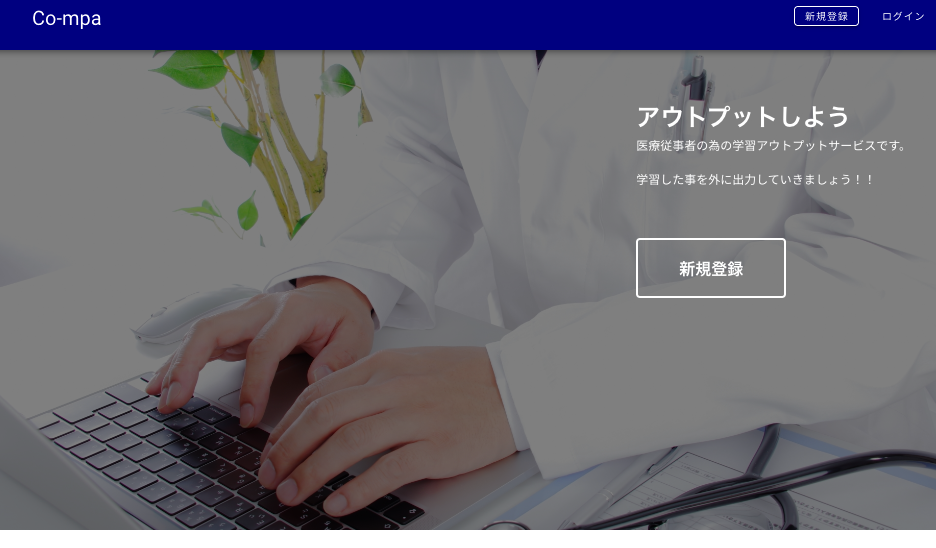 Co-mpa
新規登録
ログイン
アウトプットしよう
医療従事者の為の学習アウトプットサービスです。
学習した事を外に出力していきましょう！！
新規登録